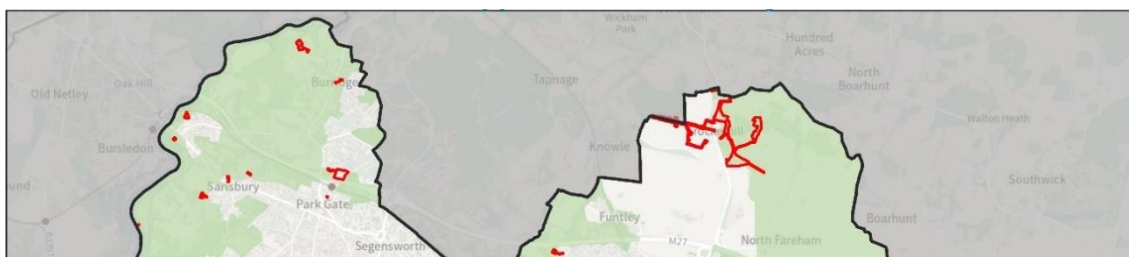 Wickham
Park
Hundred
Acres
Oak Hill
Burridge
Tapnage
North
Boarhunt
Old Netley
Walton Heath
Bursledon
Knowle
Sarisbury
Southwick
Park Gate
Funtley
Boarhunt
Segensworth
M27
North Fareham